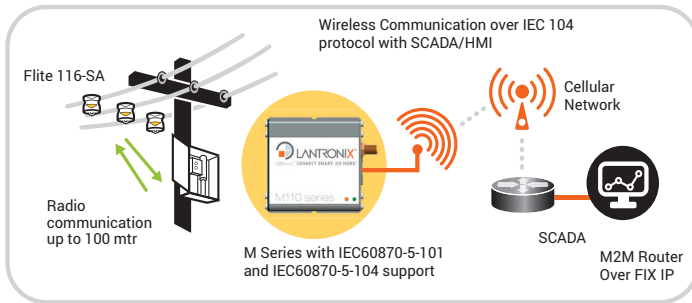 Wireless Communication over IEC 104
protocol with SCADA/HMI
Flite 116-SA
Cellular
Network
LANTRONIX®
CONNECT SMART. DO MORE.
M110 series
Radio
communication
up to 100 mtr
M Series with IEC60870-5-101
and IEC60870-5-104 support
SCADA
M2M Router
Over FIX IP